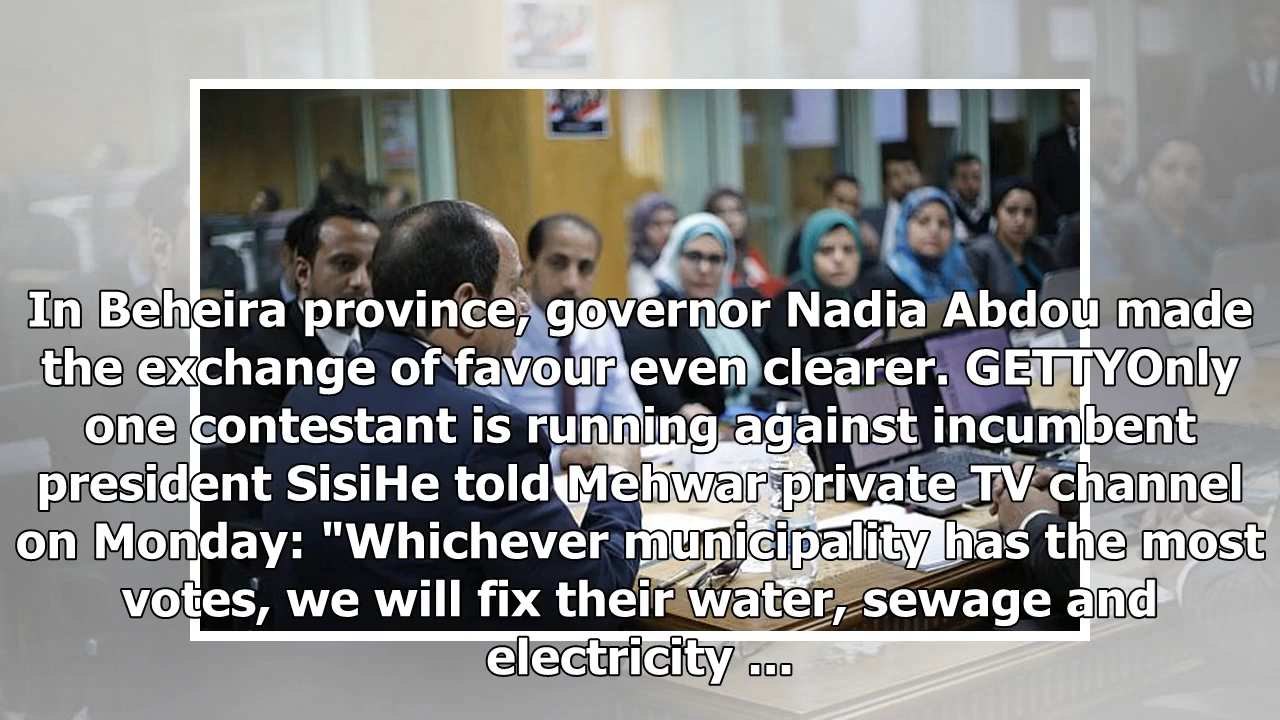 In Beheira province, governor Nadia Abdou made
the exchange of favour even clearer. GETTYOnly
one contestant is running against incumbent
president SisiHe told Mehwar private TV channel
on Monday: "Whichever municipality has the most
votes, we will fix their water, sewage and
electricity ...